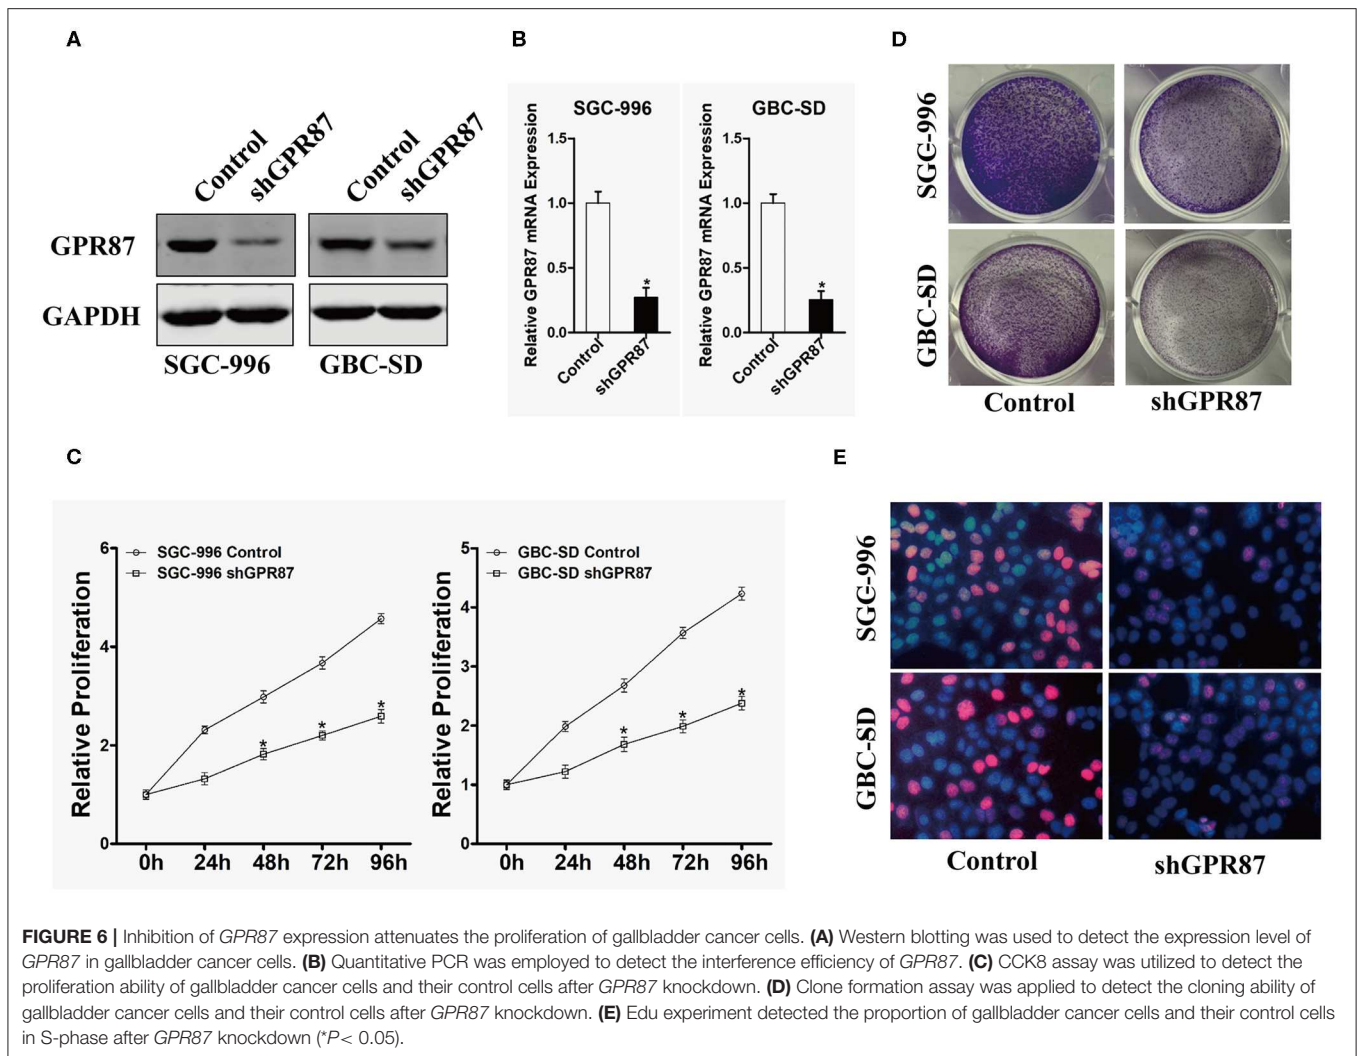 A
Control
shGPR87
Control
shGPR87
GPR87
GAPDH
SGC-996
GBC-SD
B
SGC-996
Relative GPR87 mRNA Expression
1.5
1.0
0.5
0.0
*
Control
shGPR87
GBC-SD
Relative GPR87 mRNA Expression
1.5
1.0
0.5
0.0
*
Control
shGPR87
D
SGC-996
GBC-SD
Control
shGPR87
C
SGC-996 Control
SGC-996 shGPR87
Relative Proliferation
6
4
2
0
* * *
0h 24h 48h 72h 96h
GBC-SD Control
GBC-SD shGPR87
Relative Proliferation
5
4
3
2
1
0
* * *
0h 24h 48h 72h 96h
E
SGC-996
GBC-SD
Control
shGPR87
FIGURE 6 | Inhibition of GPR87 expression attenuates the proliferation of gallbladder cancer cells. (A) Western blotting was used to detect the expression level of
GPR87 in gallbladder cancer cells. (B) Quantitative PCR was employed to detect the interference efficiency of GPR87. (C) CCK8 assay was utilized to detect the
proliferation ability of gallbladder cancer cells and their control cells after GPR87 knockdown. (D) Clone formation assay was applied to detect the cloning ability of
gallbladder cancer cells and their control cells after GPR87 knockdown. (E) Edu experiment detected the proportion of gallbladder cancer cells and their control cells
in S-phase after GPR87 knockdown (*P< 0.05).